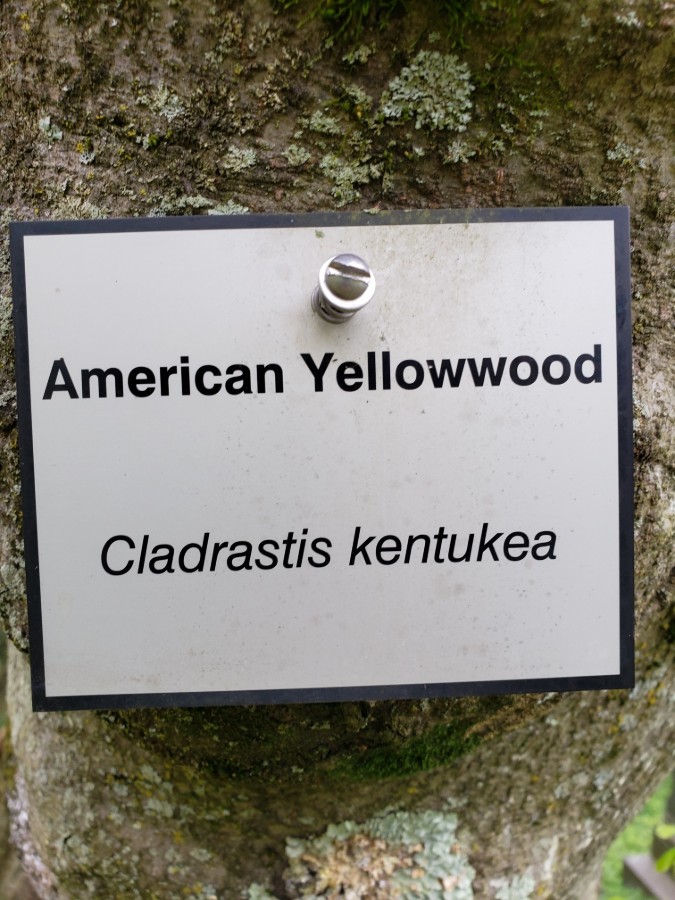 American Yellowwood
Cladrastis kentukea